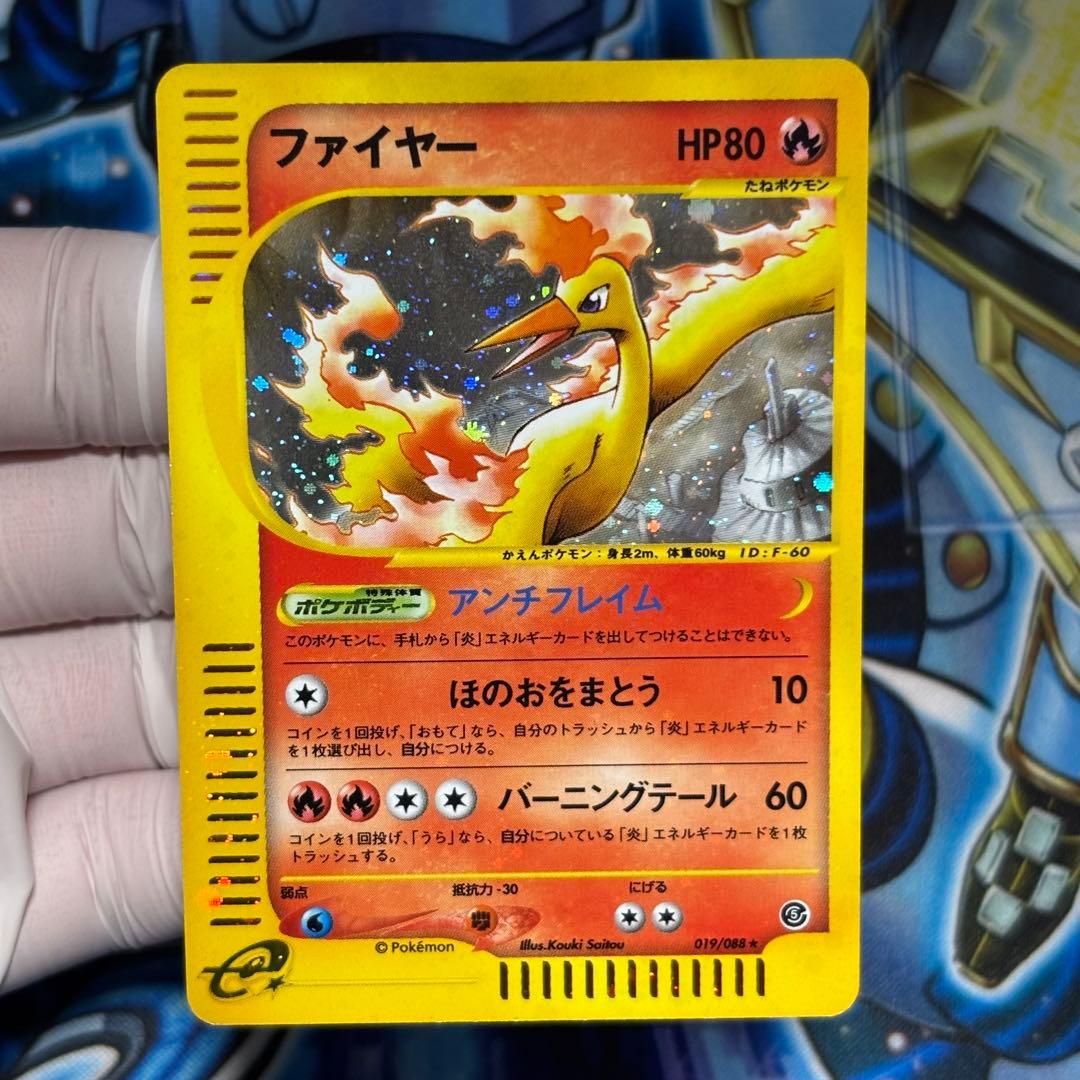 ファイヤー HP80
たねポケモン
かえんポケモン：身長2m、体重60kg ID：F-60
特殊体質
ポケボディー アンチフレイム
このポケモンに、手札から「炎」エネルギーカードを出してつけることはできない。
ほのおをまとう 10
コインを1回投げ、「おもて」なら、自分のトラッシュから「炎」エネルギーカード
を1枚選び出し、自分につける。
バーニングテール 60
コインを1回投げ、「うら」なら、自分についている「炎」エネルギーカードを1枚
トラッシュする。
弱点 抵抗力 -30 にげる
5
© Pokémon Illus.Kouki Saitou 019/088★
e